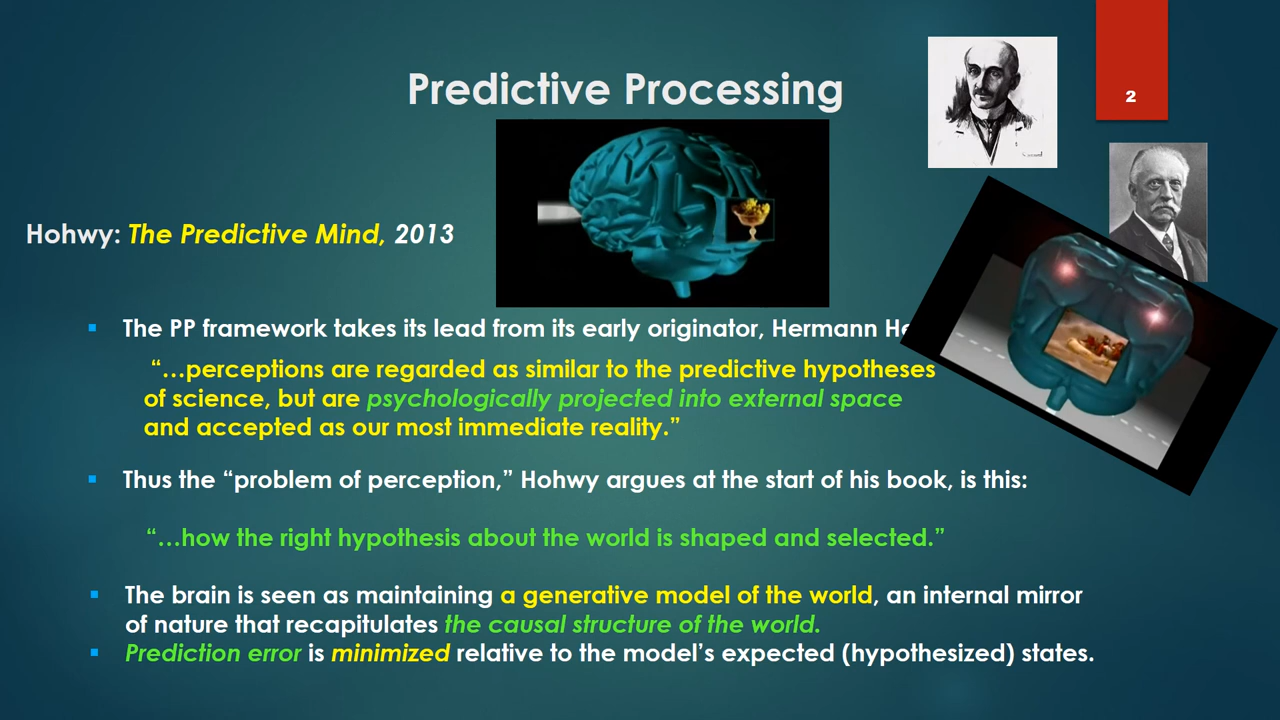 Predictive Processing
2
Hohwy: The Predictive Mind, 2013
The PP framework takes its lead from its early originator, Hermann He
“…perceptions are regarded as similar to the predictive hypotheses
of science, but are psychologically projected into external space
and accepted as our most immediate reality.”
Thus the “problem of perception,” Hohwy argues at the start of his book, is this:
“…how the right hypothesis about the world is shaped and selected.”
The brain is seen as maintaining a generative model of the world, an internal mirror
of nature that recapitulates the causal structure of the world.
Prediction error is minimized relative to the model’s expected (hypothesized) states.